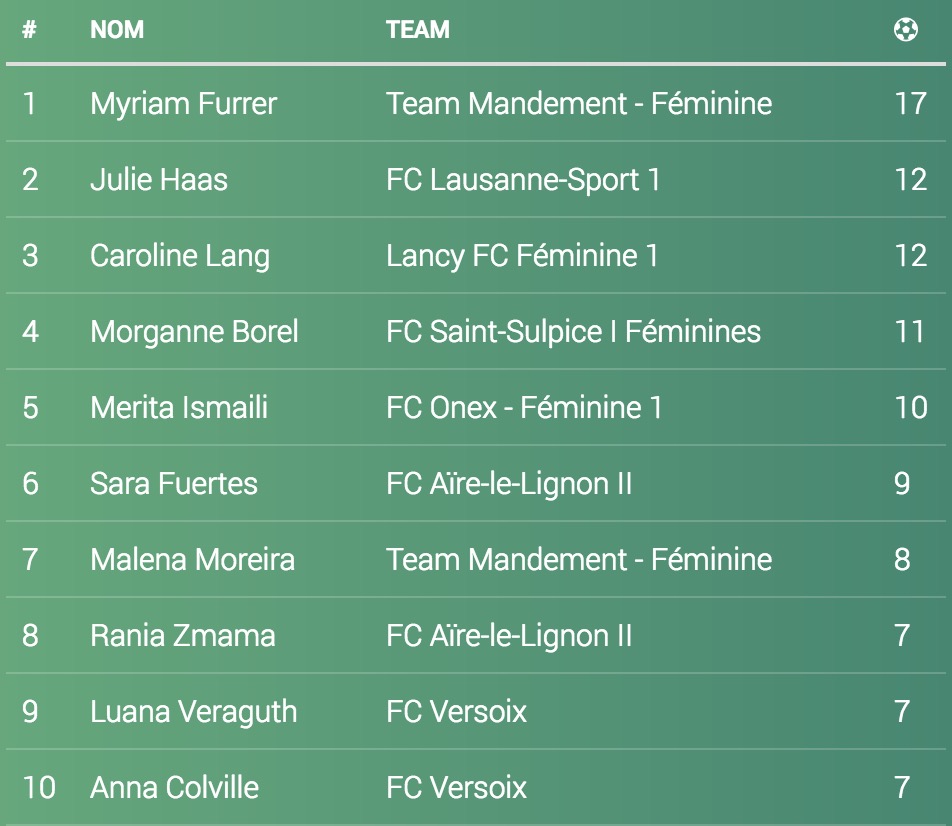 # NOM TEAM
1 Myriam Furrer Team Mandement - Féminine 17
2 Julie Haas FC Lausanne-Sport 1 12
3 Caroline Lang Lancy FC Féminine 1 12
4 Morganne Borel FC Saint-Sulpice I Féminines 11
5 Merita Ismaili FC Onex - Féminine 1 10
6 Sara Fuertes FC Aïre-le-Lignon II 9
7 Malena Moreira Team Mandement - Féminine 8
8 Rania Zmama FC Aïre-le-Lignon II 7
9 Luana Veraguth FC Versoix 7
10 Anna Colville FC Versoix 7